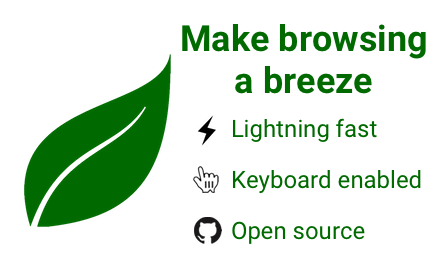 Make browsing
a breeze
Lightning fast
Keyboard enabled
Open source